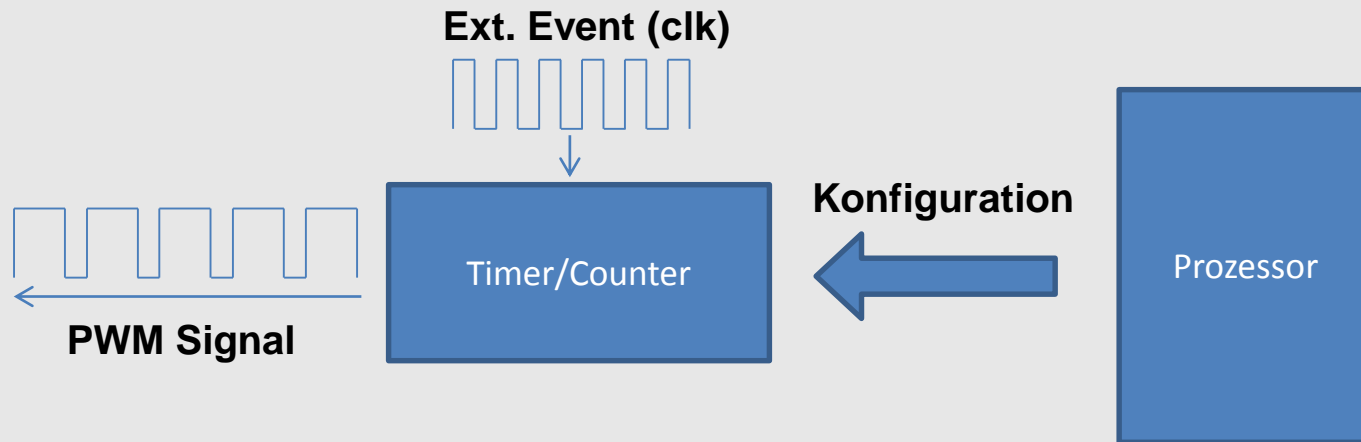 Ext. Event (clk)
Konfiguration
Timer/Counter
Prozessor
PWM Signal